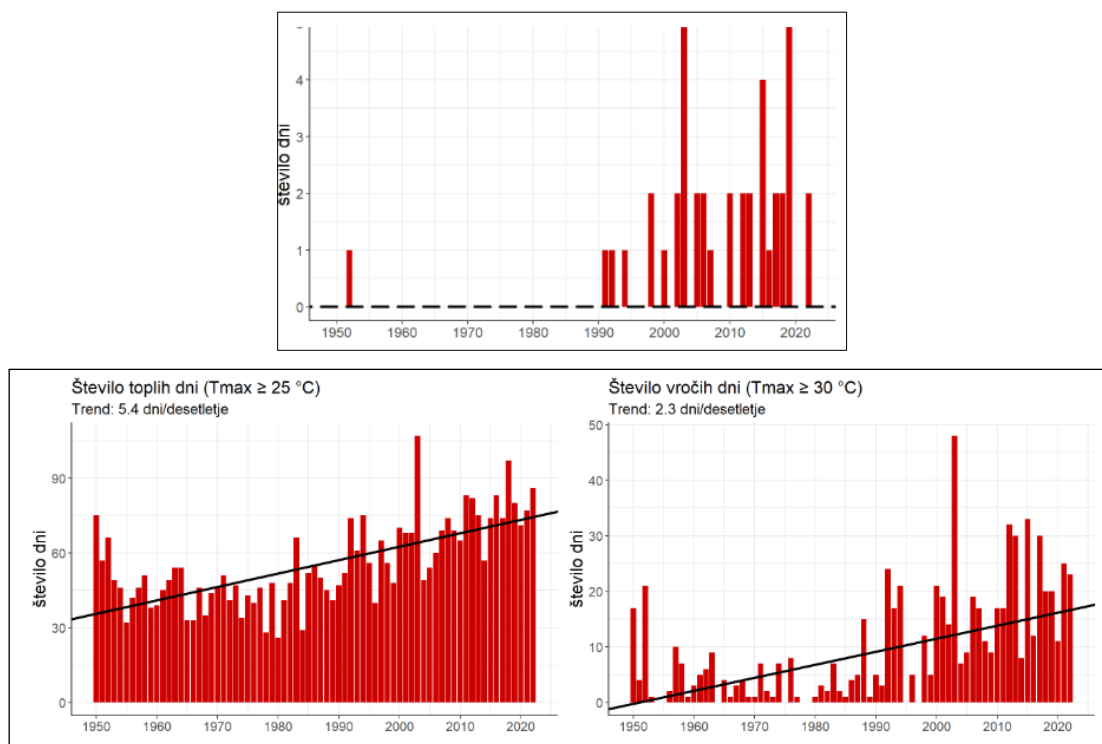 število dni
4
3
2
1
0
1950 1960 1970 1980 1990 2000 2010 2020
Število toplih dni (Tmax ≥ 25 °C)
Trend: 5.4 dni/desetletje
število dni
90
60
30
0
1950 1960 1970 1980 1990 2000 2010 2020
Število vročih dni (Tmax ≥ 30 °C)
Trend: 2.3 dni/desetletje
število dni
50
40
30
20
10
0
1950 1960 1970 1980 1990 2000 2010 2020